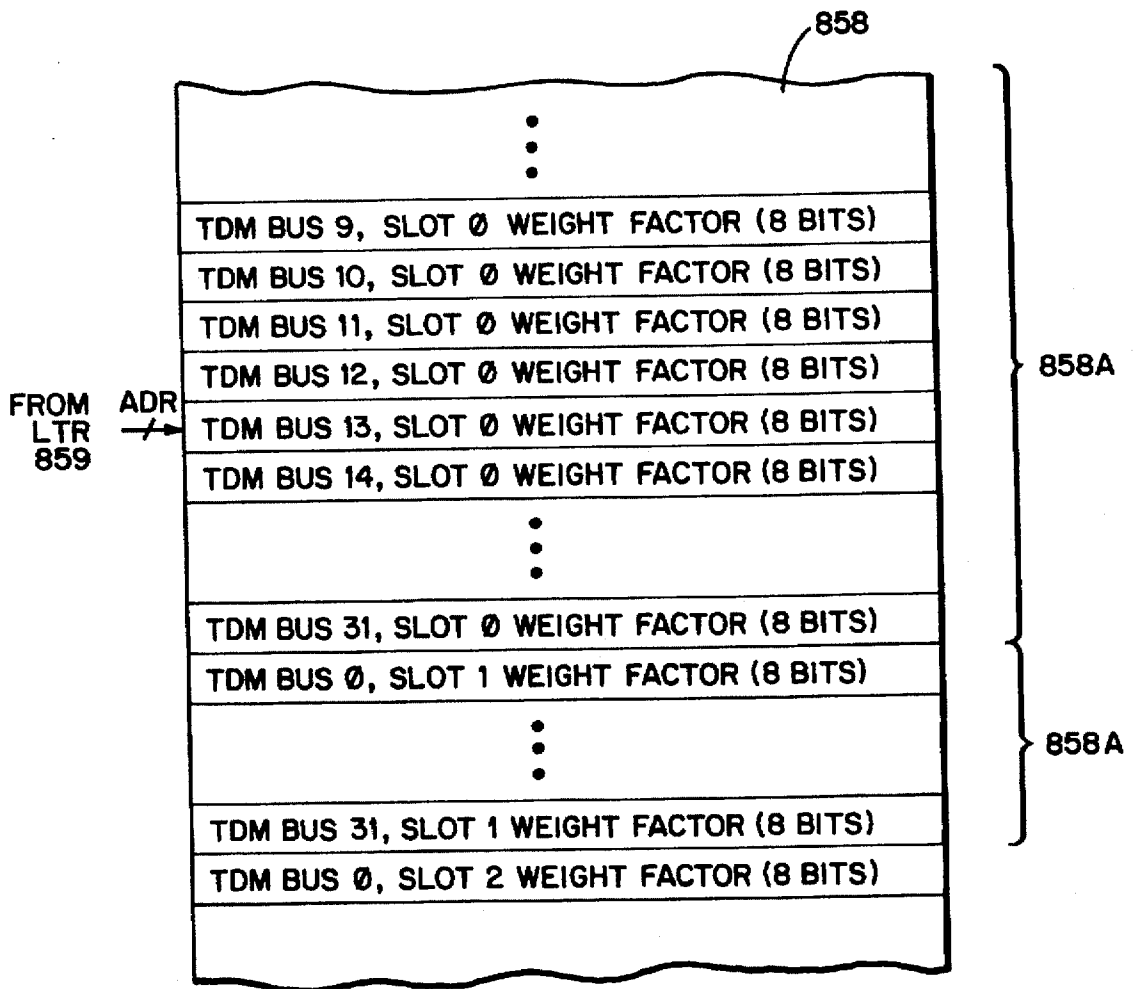 858
TDM BUS 9, SLOT Ø WEIGHT FACTOR (8 BITS)
TDM BUS 10, SLOT Ø WEIGHT FACTOR (8 BITS)
TDM BUS 11, SLOT Ø WEIGHT FACTOR (8 BITS)
TDM BUS 12, SLOT Ø WEIGHT FACTOR (8 BITS)
858A
FROM ADR
LTR
859
TDM BUS 13, SLOT Ø WEIGHT FACTOR (8 BITS)
TDM BUS 14, SLOT Ø WEIGHT FACTOR (8 BITS)
TDM BUS 31, SLOT Ø WEIGHT FACTOR (8 BITS)
TDM BUS Ø, SLOT 1 WEIGHT FACTOR (8 BITS)
858A
TDM BUS 31, SLOT 1 WEIGHT FACTOR (8 BITS)
TDM BUS Ø, SLOT 2 WEIGHT FACTOR (8 BITS)